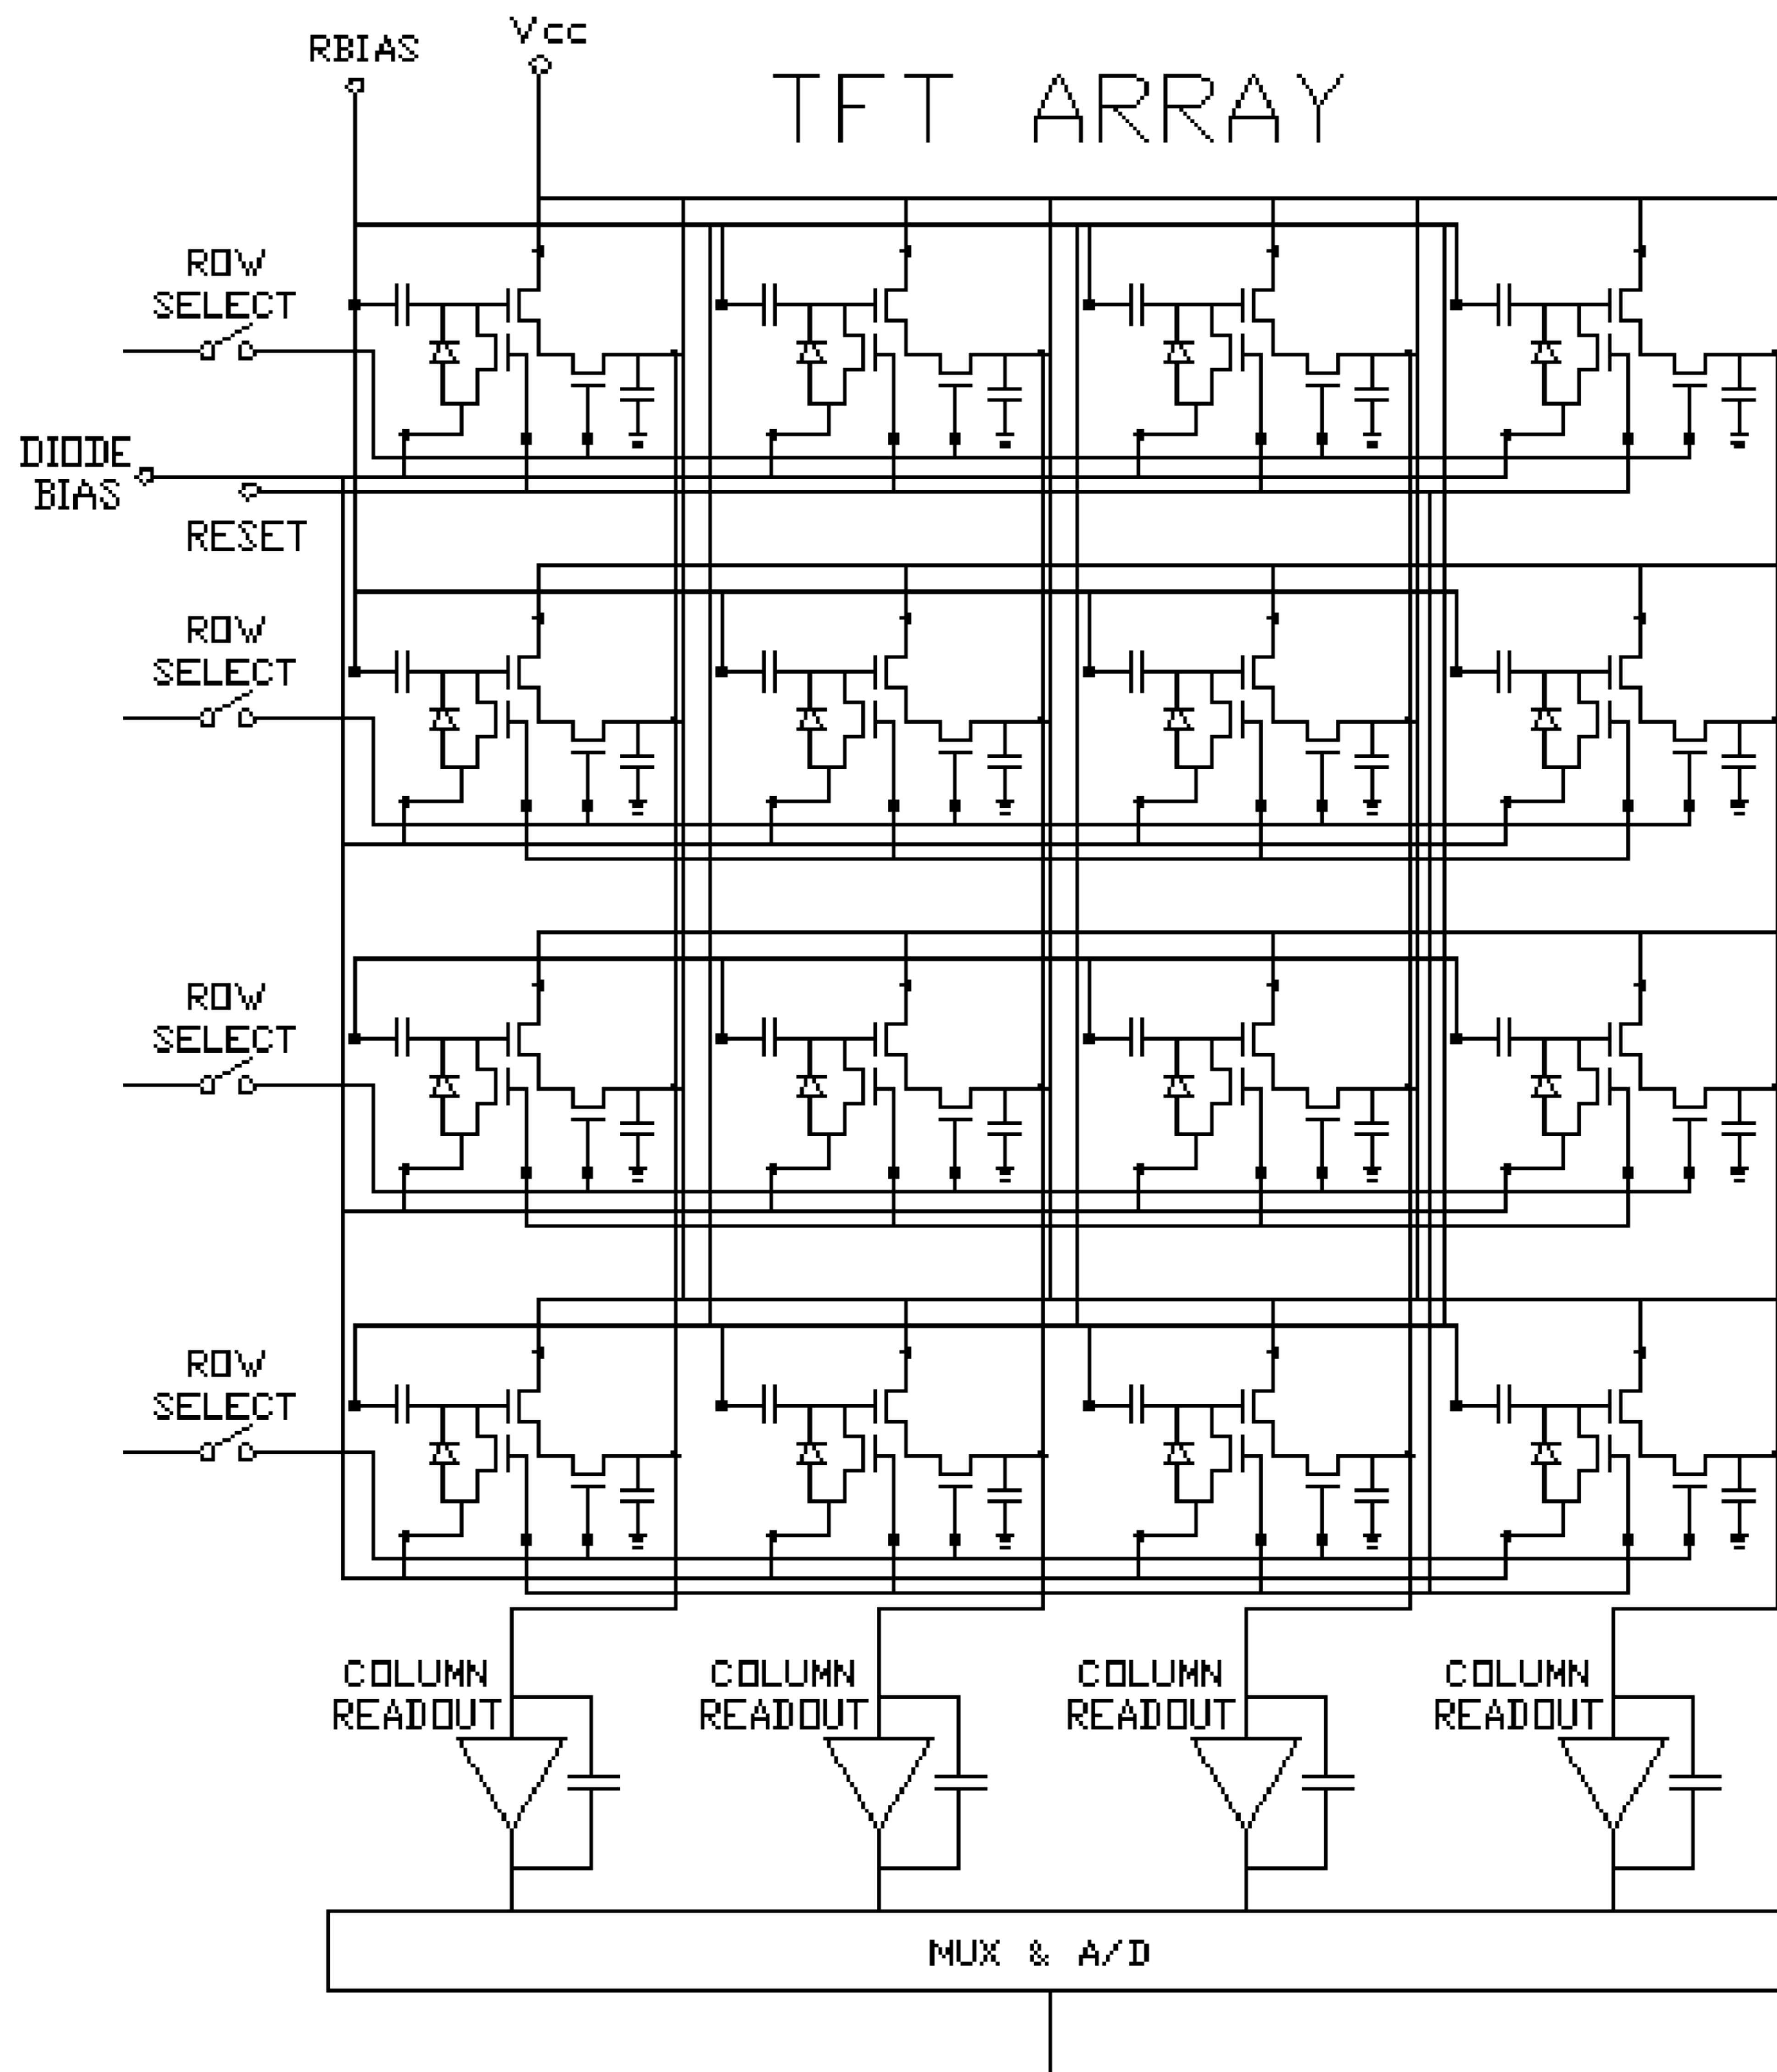 RBIAS
Vcc
TFT ARRAY
ROW
SELECT
DIODE
BIAS
RESET
ROW
SELECT
ROW
SELECT
ROW
SELECT
COLUMN
READOUT
COLUMN
READOUT
COLUMN
READOUT
COLUMN
READOUT
MUX & A/D